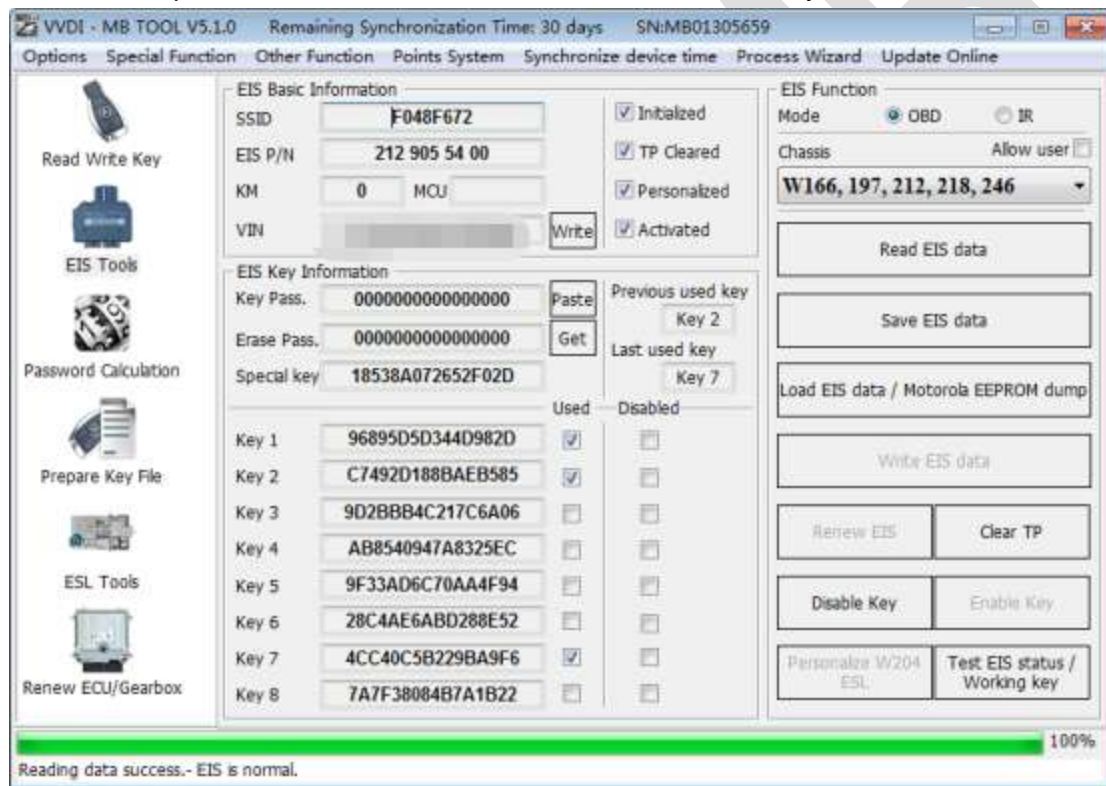 VVDI - MB TOOL V5.1.0 Remaining Synchronization Time: 30 days SN:MB01305659
Options Special Function Other Function Points System Synchronize device time Process Wizard Update Online
Read Write Key
EIS Tools
Password Calculation
Prepare Key File
ESL Tools
Renew ECU/Gearbox
EIS Basic Information
SSID F048F672
EIS P/N 212 905 54 00
KM 0 MCU
VIN Write
Initialized
TP Cleared
Personalized
Activated
EIS Key Information
Key Pass. 0000000000000000 Paste
Erase Pass. 0000000000000000 Get
Special key 18538A072652F02D
Previous used key
Key 2
Last used key
Key 7
Used Disabled
Key 1 96895D5D344D982D
Key 2 C7492D188BAEB585
Key 3 9D2BBB4C217C6A06
Key 4 AB8540947A8325EC
Key 5 9F33AD6C70AA4F94
Key 6 28C4AE6ABD288E52
Key 7 4CC40C5B229BA9F6
Key 8 7A7F38084B7A1B22
EIS Function
Mode OBD IR
Chassis Allow user
W166, 197, 212, 218, 246
Read EIS data
Save EIS data
Load EIS data / Motorola EEPROM dump
Write EIS data
Renew EIS Clear TP
Disable Key Enable Key
Personalize W204 ESL
Test EIS status / Working key
100%
Reading data success.- EIS is normal.